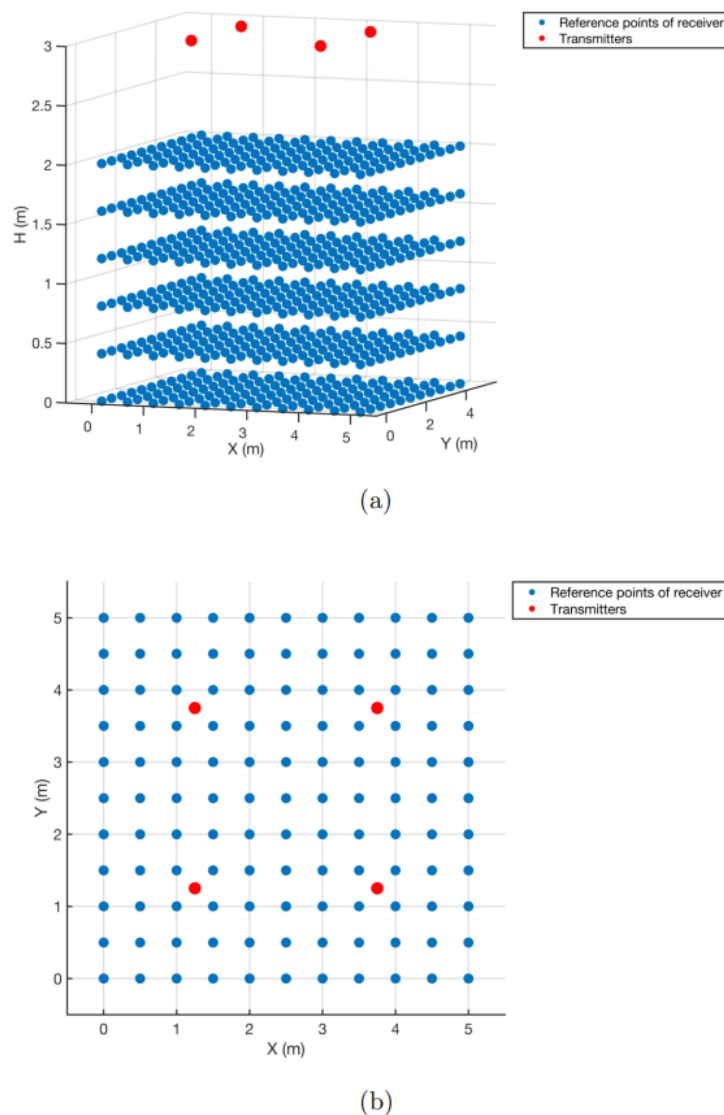 Reference points of receiver
Transmitters
3
2.5
2
1.5
1
0.5
0
H (m)
0 1 2 3 4 5
X (m)
0 2 4
Y (m)
(a)
Reference points of receiver
Transmitters
5
4
3
2
1
0
Y (m)
0 1 2 3 4 5
X (m)
(b)